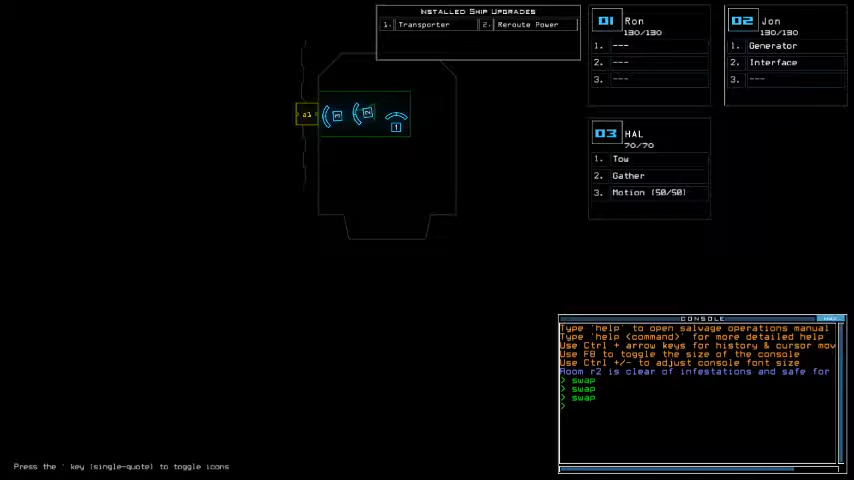 Installed Ship Upgrades
1. Transporter 2. Reroute Power
01 Ron
130/130
1. ---
2. ---
3. ---
02 Jon
130/130
1. Generator
2. Interface
3. ---
03 HAL
70/70
1. Tow
2. Gather
3. Motion (50/50)
a1
3
2
1
Console
Type 'help' to open salvage operations manual
Type 'help <command>' for more detailed help
Use Ctrl + arrow keys for history & cursor mov
Use F8 to toggle the size of the console
Use Ctrl +/- to adjust console font size
Room r2 is clear of infestations and safe for
> swap
> swap
> swap
>
Press the ' key (single-quote) to toggle icons